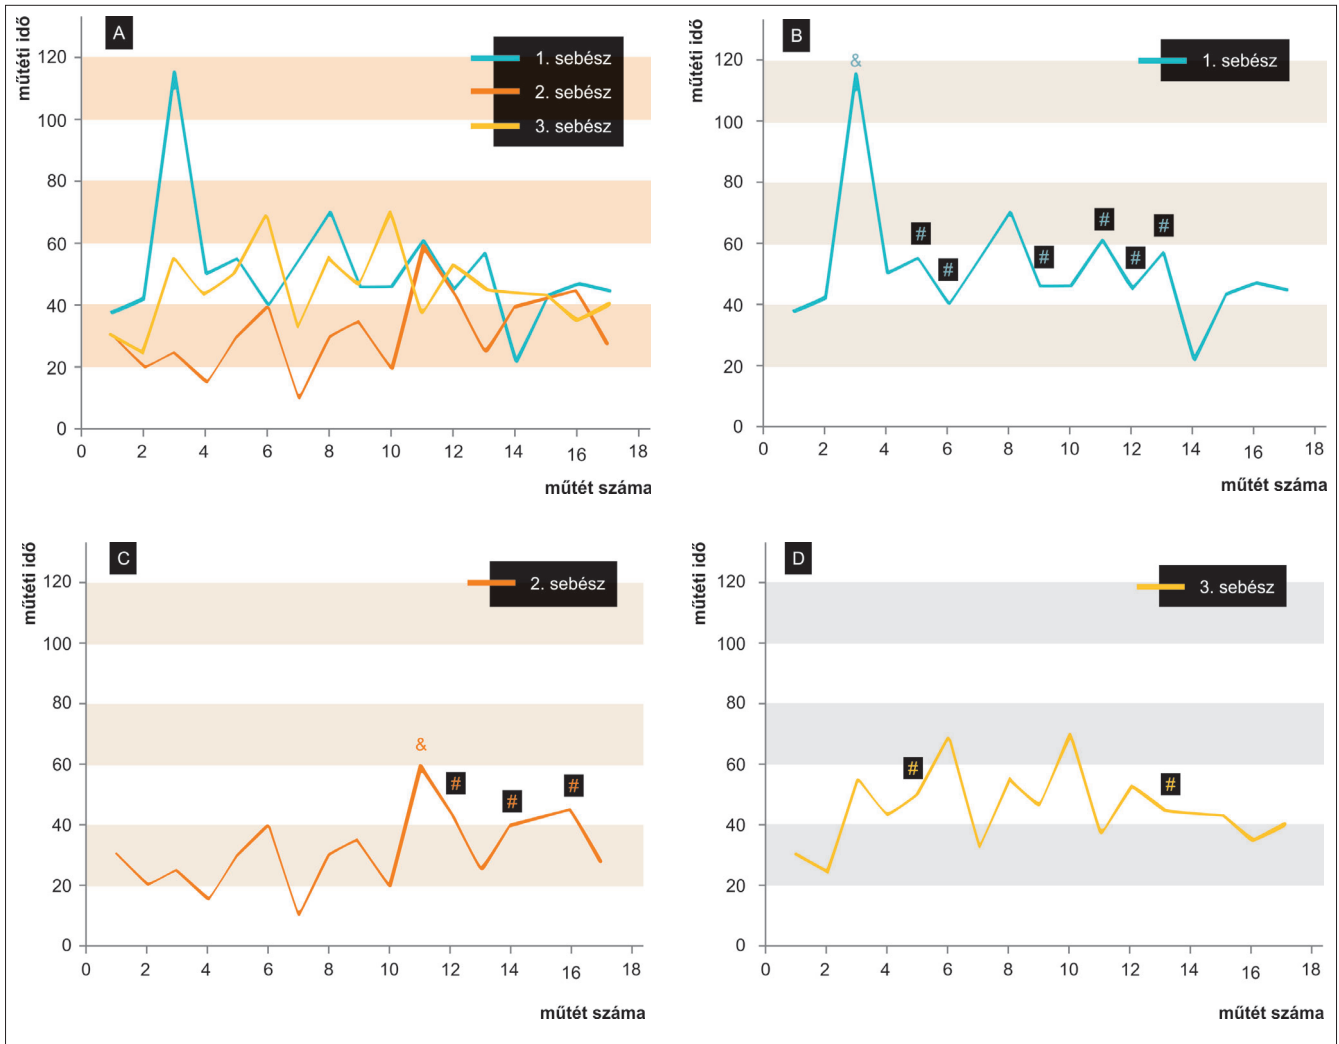 A
műtéti idő
1. sebész
2. sebész
3. sebész
120
100
80
60
40
20
0
0 2 4 6 8 10 12 14 16 18
műtét száma
B
műtéti idő
1. sebész
&
120
100
80
60
40
20
0
# # # # # #
0 2 4 6 8 10 12 14 16 18
műtét száma
C
műtéti idő
2. sebész
120
100
80
60
40
20
0
&
# # #
0 2 4 6 8 10 12 14 16 18
műtét száma
D
műtéti idő
3. sebész
120
100
80
60
40
20
0
# #
0 2 4 6 8 10 12 14 16 18
műtét száma